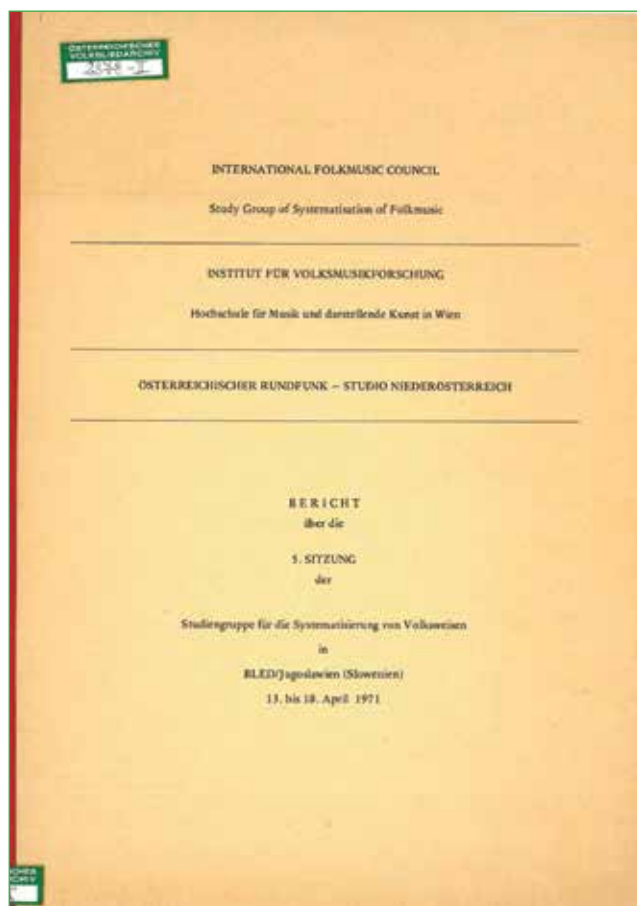 ÖSTERREICHISCHES
VOLKSLIEDARCHIV
INTERNATIONAL FOLKMUSIC COUNCIL
Study Group of Systematisation of Folkmusic
INSTITUT FÜR VOLKSMUSIKFORSCHUNG
Hochschule für Musik und darstellende Kunst in Wien
ÖSTERREICHISCHER RUNDFUNK – STUDIO NIEDERÖSTERREICH
BERICHT
über die
5. SITZUNG
der
Studiengruppe für die Systematisierung von Volksweisen
in
BLED/Jugoslawien (Slowenien)
13. bis 18. April 1971